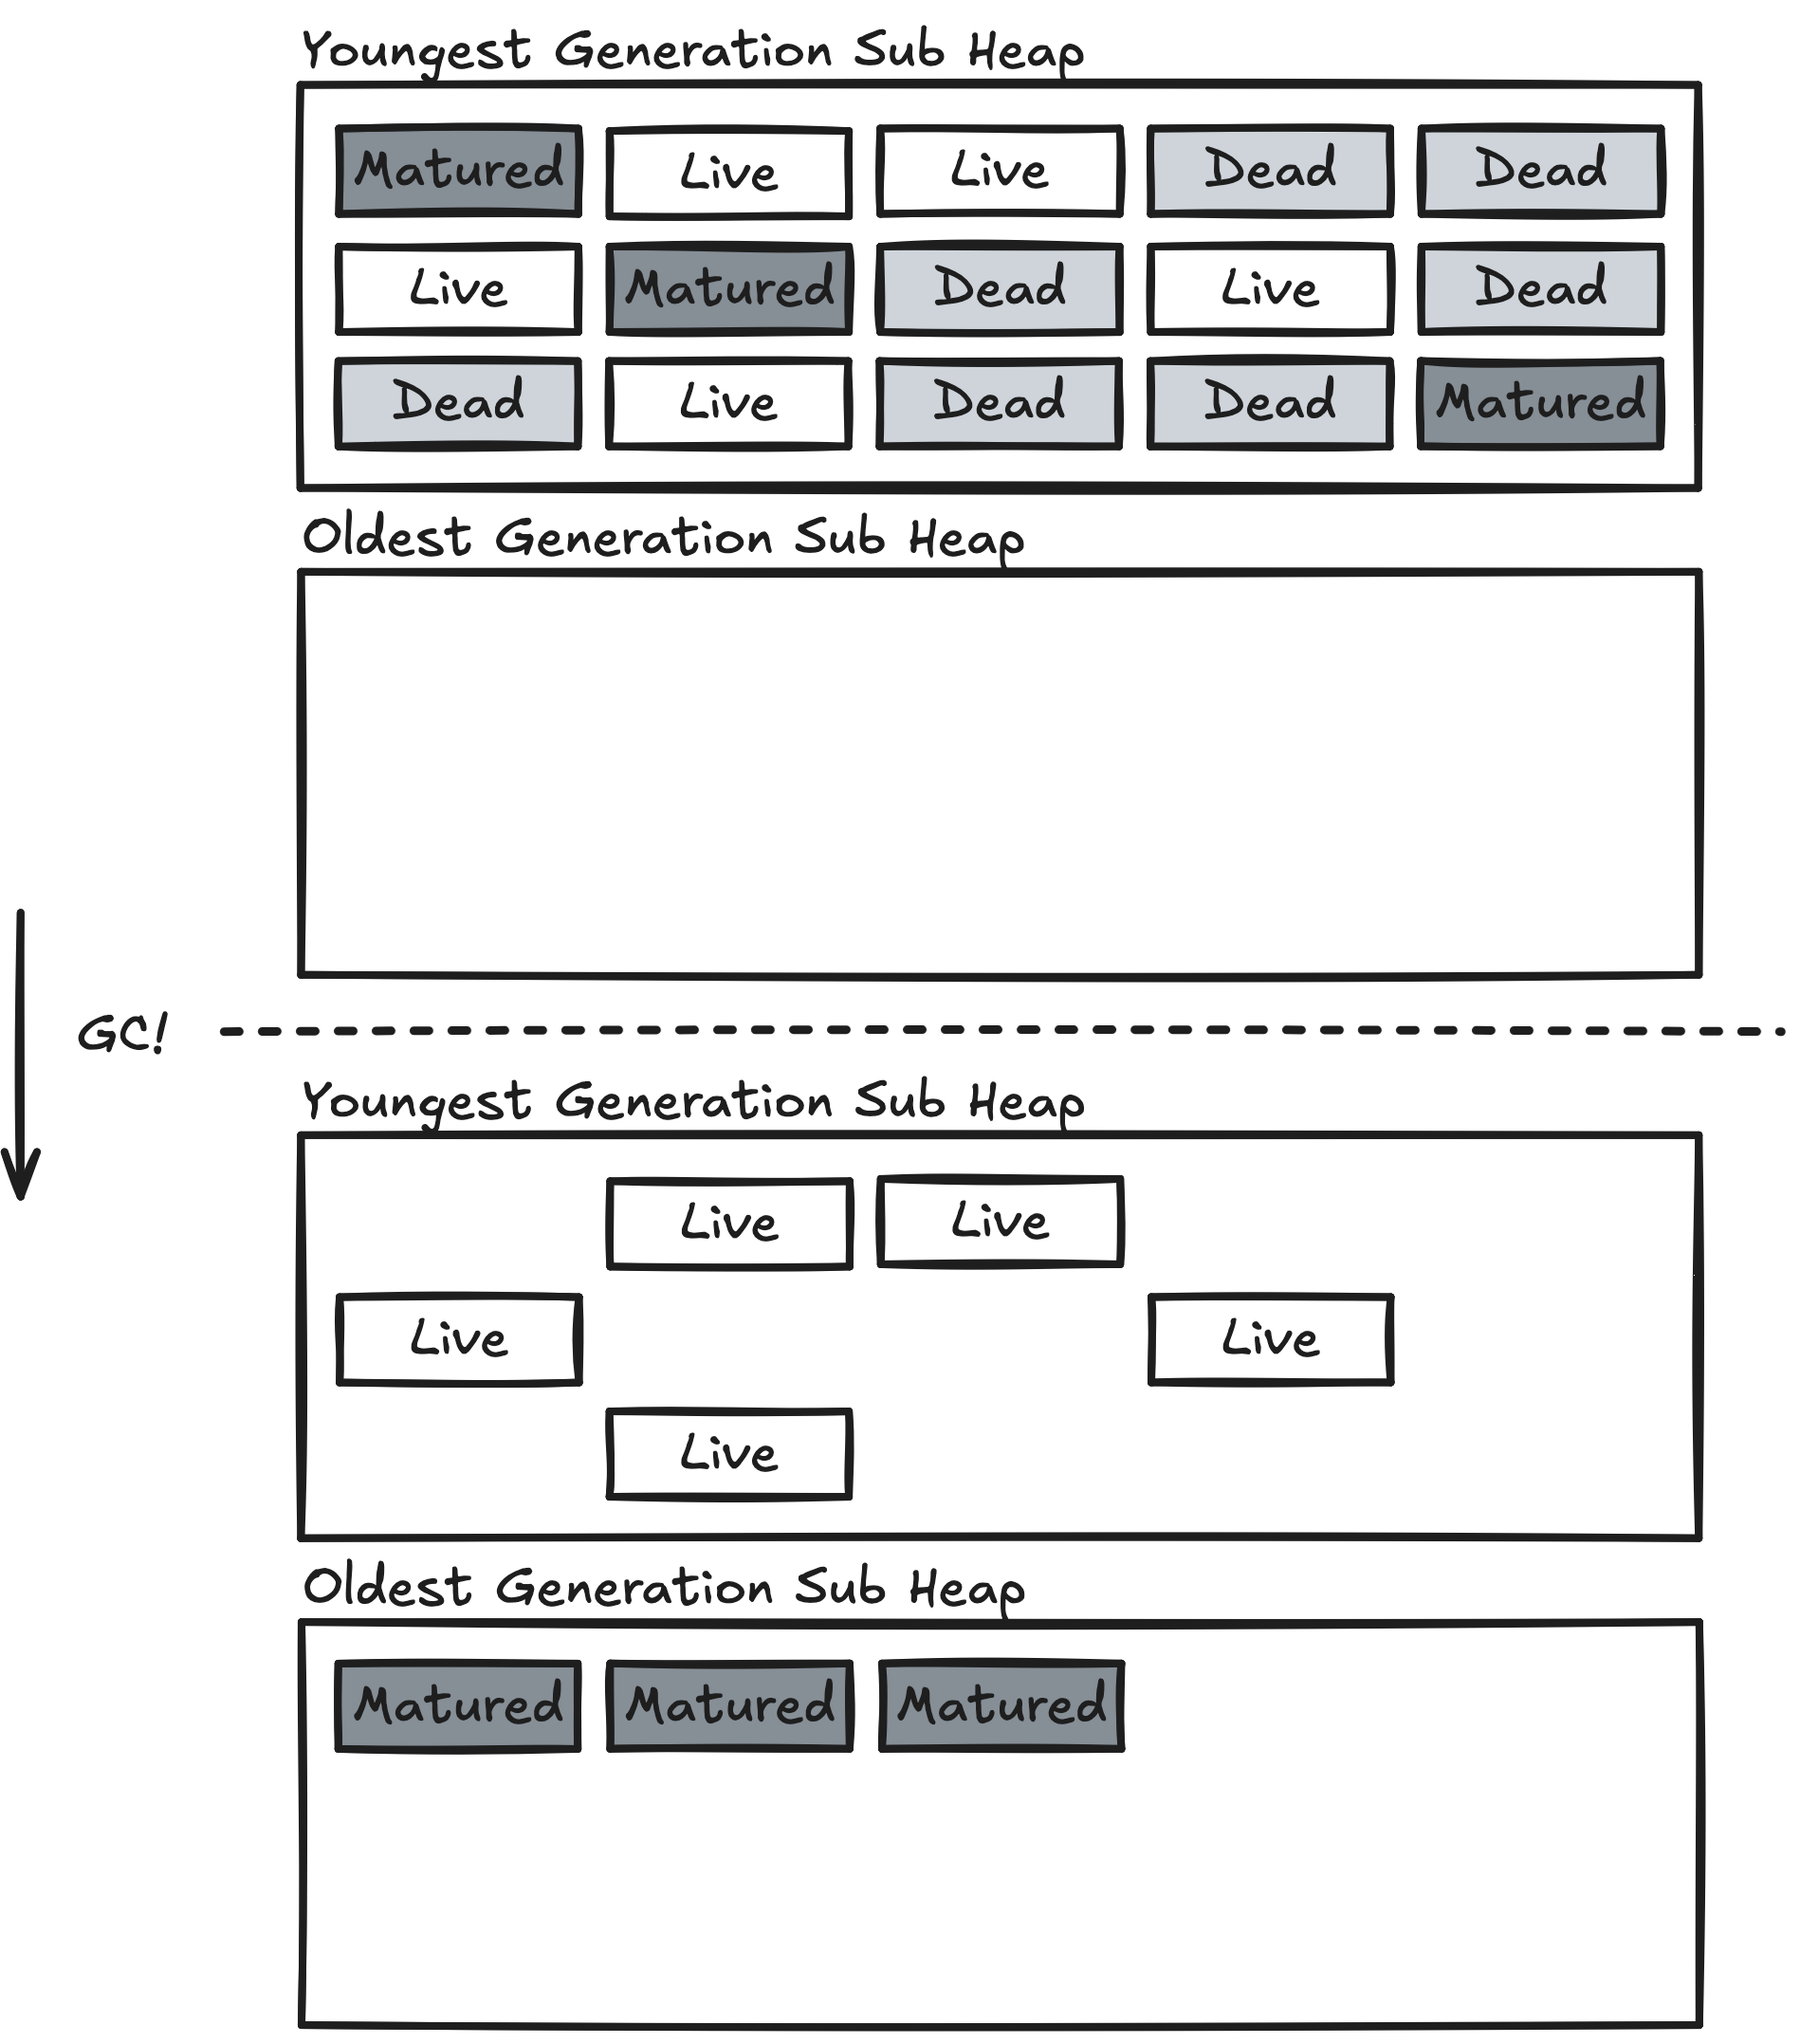 Youngest Generation Sub Heap
Matured Live Live Dead Dead
Live Matured Dead Live Dead
Dead Live Dead Dead Matured
Oldest Generation Sub Heap
GC!
Youngest Generation Sub Heap
Live Live
Live Live
Live
Oldest Generation Sub Heap
Matured Matured Matured